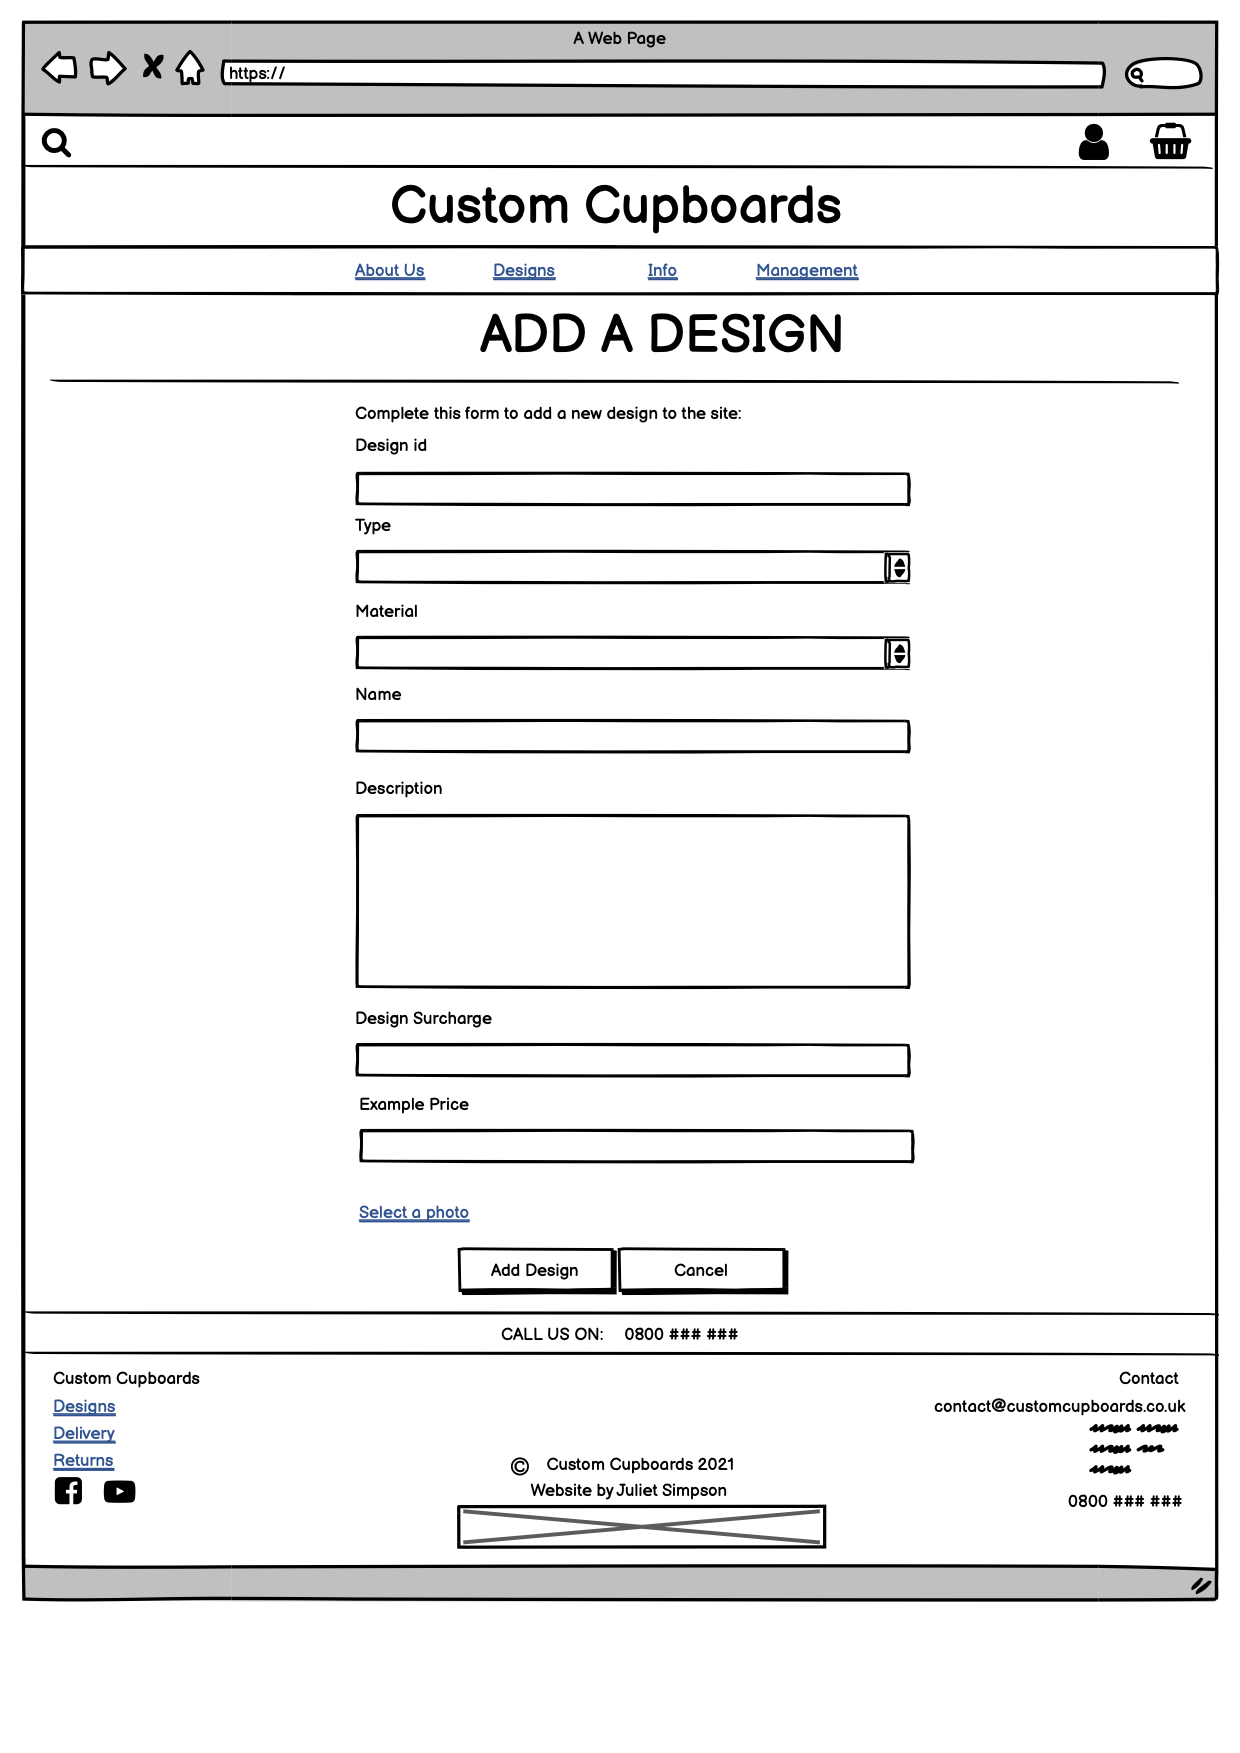 A Web Page
https://
Custom Cupboards
About Us Designs Info Management
ADD A DESIGN
Complete this form to add a new design to the site:
Design id
Type
Material
Name
Description
Design Surcharge
Example Price
Select a photo
Add Design Cancel
CALL US ON: 0800 ### ###
Custom Cupboards
Designs
Delivery
Returns
© Custom Cupboards 2021
Website by Juliet Simpson
Contact
contact@customcupboards.co.uk
0800 ### ###